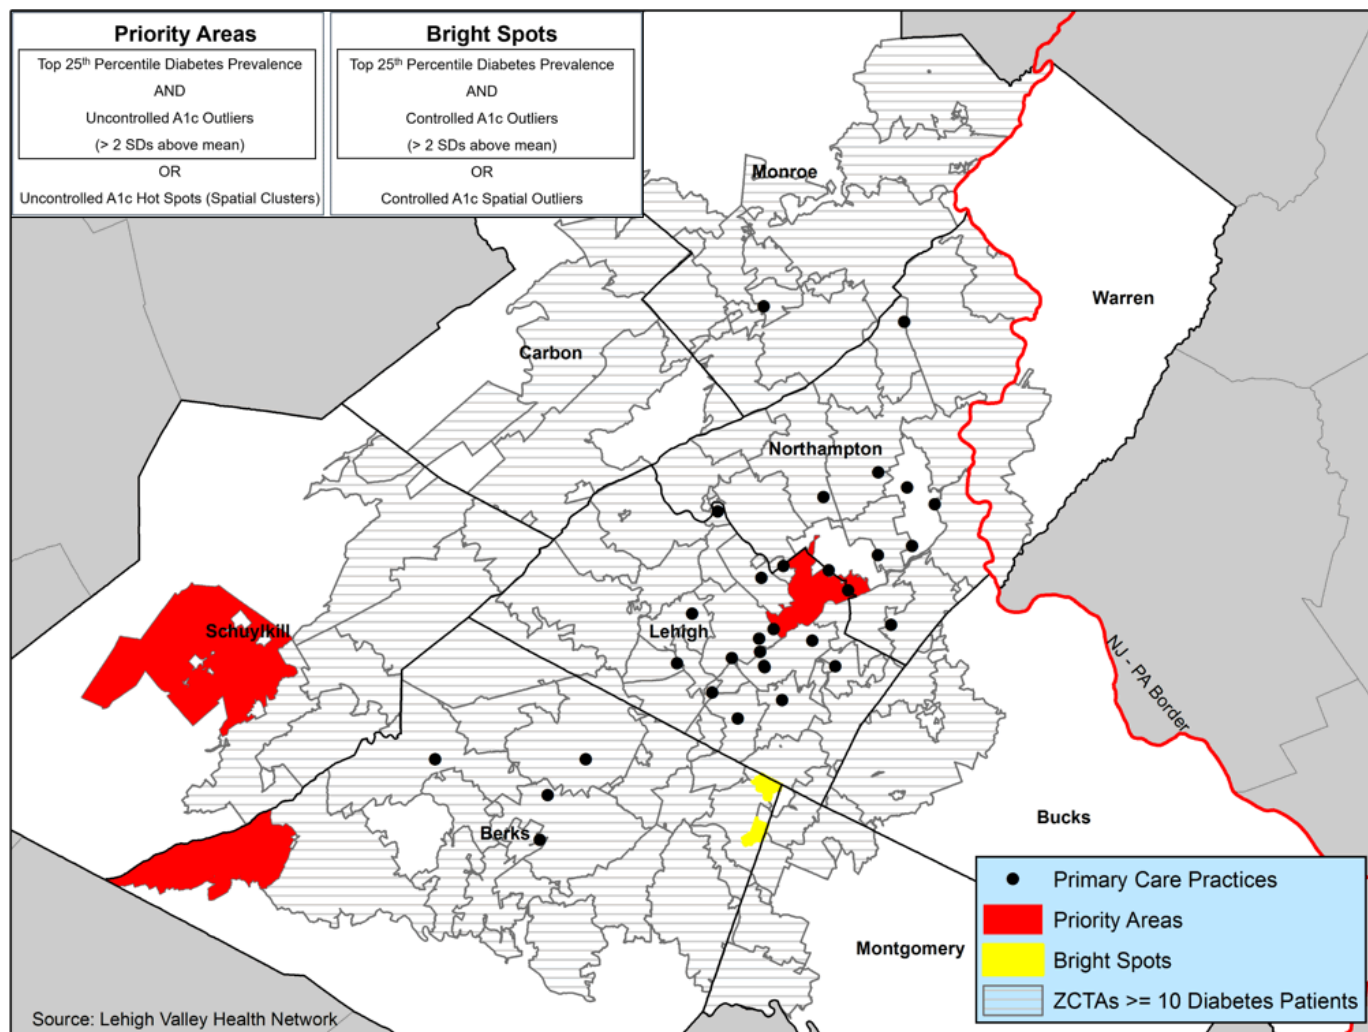 Priority Areas
Top 25th Percentile Diabetes Prevalence
AND
Uncontrolled A1c Outliers
(> 2 SDs above mean)
OR
Uncontrolled A1c Hot Spots (Spatial Clusters)
Bright Spots
Top 25th Percentile Diabetes Prevalence
AND
Controlled A1c Outliers
(> 2 SDs above mean)
OR
Controlled A1c Spatial Outliers
Monroe
Warren
Carbon
Northampton
Schuylkill
Lehigh
NJ - PA Border
Berks
Bucks
Montgomery
Primary Care Practices
Priority Areas
Bright Spots
ZCTAs >= 10 Diabetes Patients
Source: Lehigh Valley Health Network